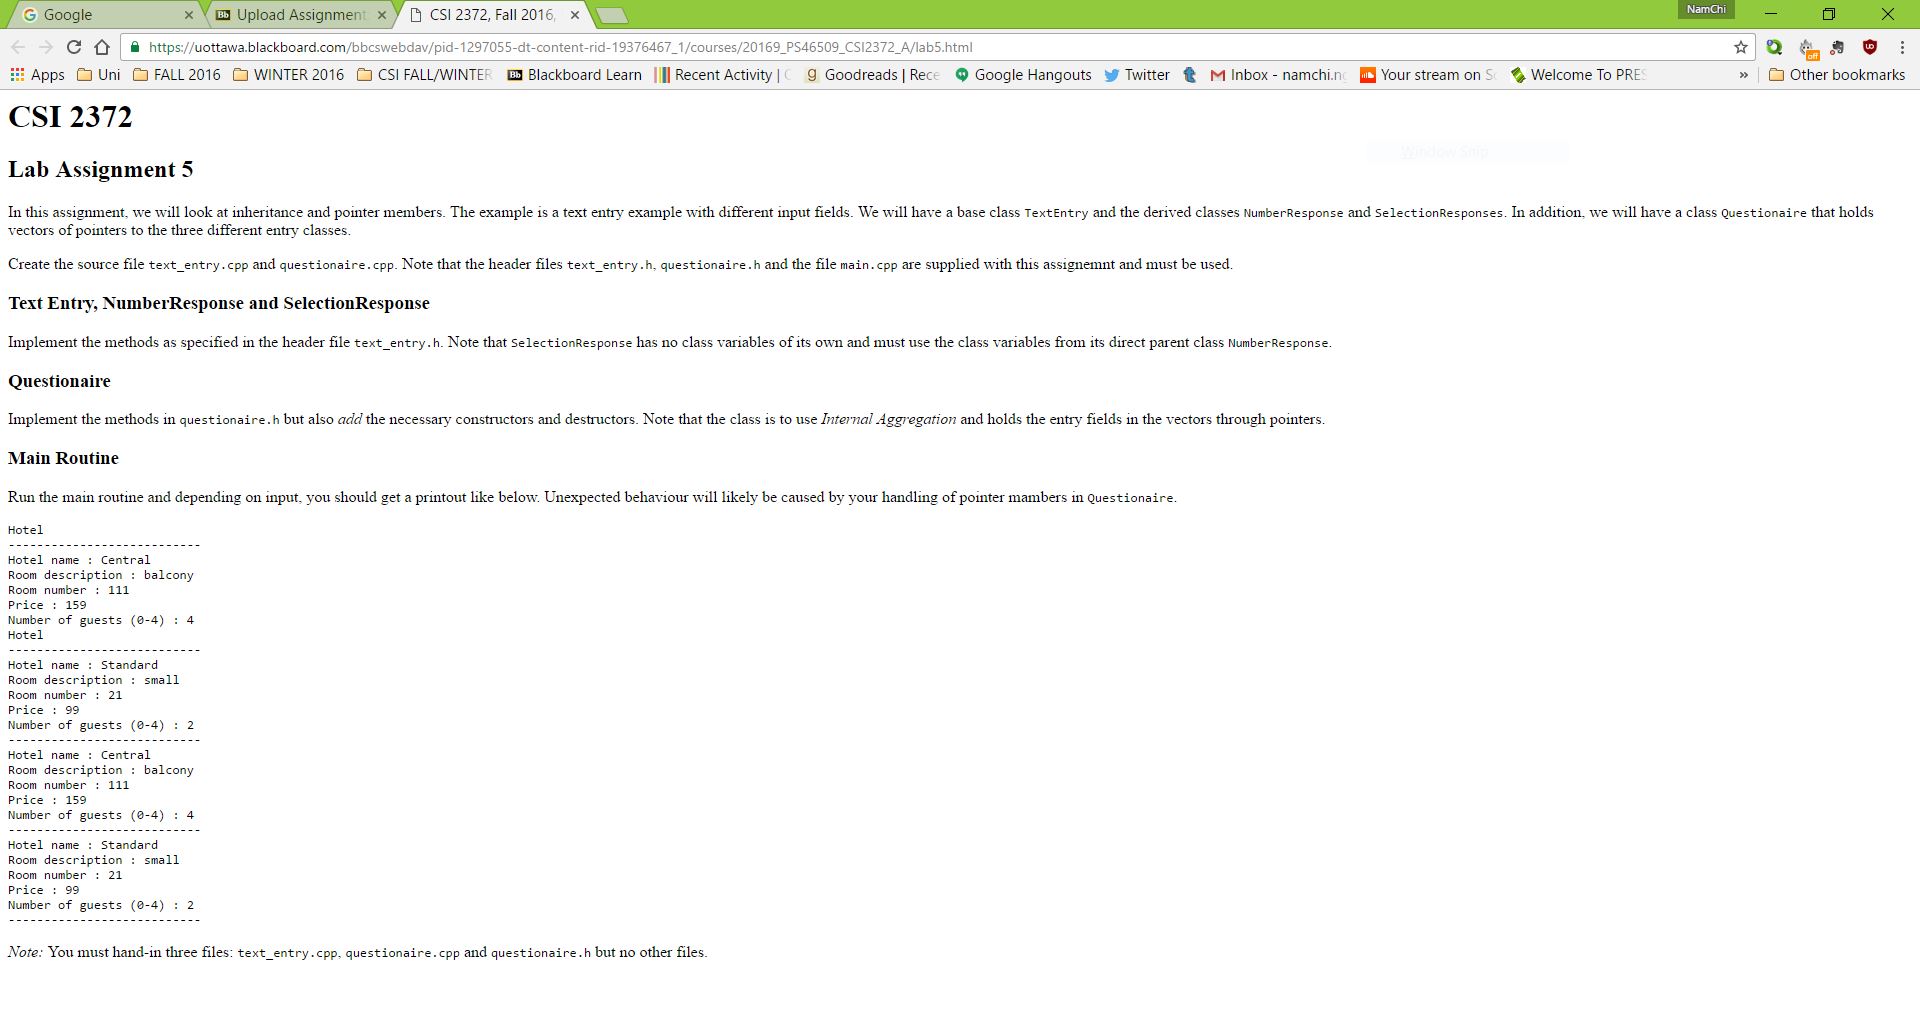 Google
Upload Assignment
CSI 2372, Fall 2016,
NamChi
https://uottawa.blackboard.com/bbcswebdav/pid-1297055-dt-content-rid-19376467_1/courses/20169_PS46509_CSI2372_A/lab5.html
Apps Uni FALL 2016 WINTER 2016 CSI FALL/WINTER Bb Blackboard Learn Recent Activity | Goodreads | Rece Google Hangouts Twitter Inbox - namchi.n Your stream on S Welcome To PRES » Other bookmarks
CSI 2372
Window Snip
Lab Assignment 5
In this assignment, we will look at inheritance and pointer members. The example is a text entry example with different input fields. We will have a base class TextEntry and the derived classes NumberResponse and SelectionResponses. In addition, we will have a class Questionaire that holds
vectors of pointers to the three different entry classes.
Create the source file text_entry.cpp and questionaire.cpp. Note that the header files text_entry.h, questionaire.h and the file main.cpp are supplied with this assignemnt and must be used.
Text Entry, NumberResponse and SelectionResponse
Implement the methods as specified in the header file text_entry.h. Note that SelectionResponse has no class variables of its own and must use the class variables from its direct parent class NumberResponse.
Questionaire
Implement the methods in questionaire.h but also add the necessary constructors and destructors. Note that the class is to use Internal Aggregation and holds the entry fields in the vectors through pointers.
Main Routine
Run the main routine and depending on input, you should get a printout like below. Unexpected behaviour will likely be caused by your handling of pointer mambers in Questionaire.
Hotel
---------------------------
Hotel name : Central
Room description : balcony
Room number : 111
Price : 159
Number of guests (0-4) : 4
Hotel
---------------------------
Hotel name : Standard
Room description : small
Room number : 21
Price : 99
Number of guests (0-4) : 2
---------------------------
Hotel name : Central
Room description : balcony
Room number : 111
Price : 159
Number of guests (0-4) : 4
---------------------------
Hotel name : Standard
Room description : small
Room number : 21
Price : 99
Number of guests (0-4) : 2
---------------------------
Note: You must hand-in three files: text_entry.cpp, questionaire.cpp and questionaire.h but no other files.